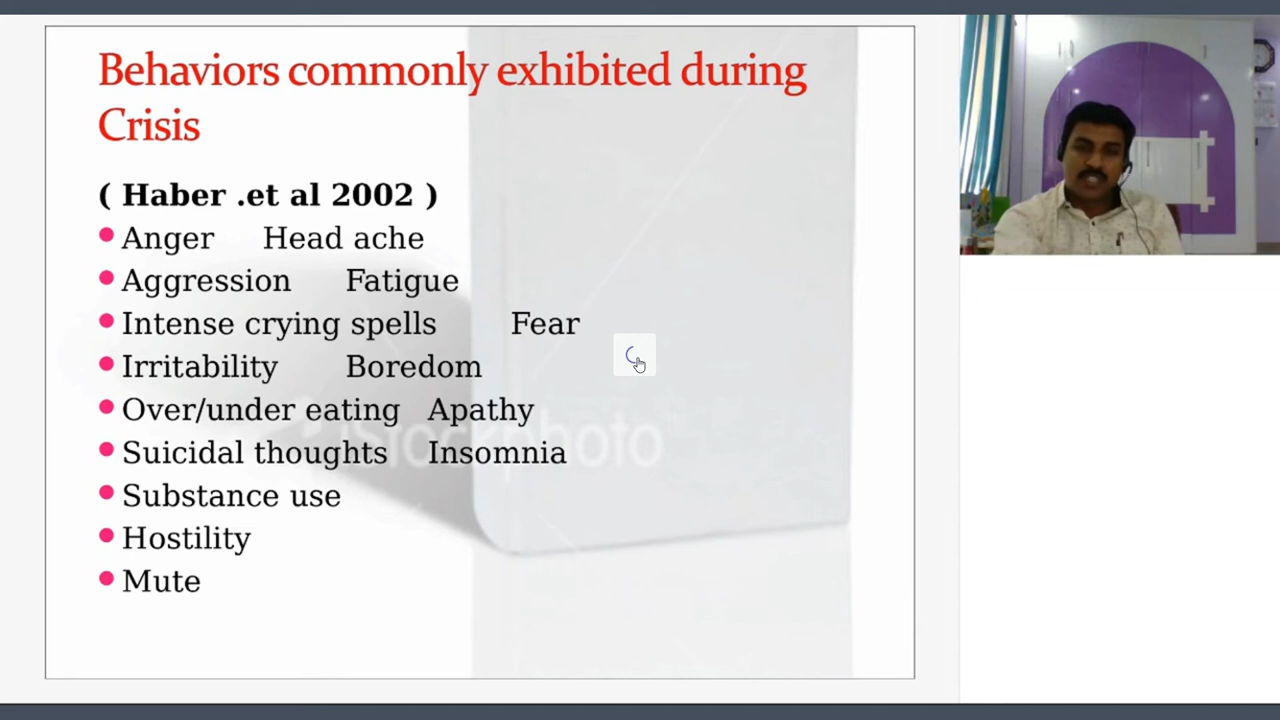 Behaviors commonly exhibited during
Crisis
( Haber .et al 2002 )
Anger Head ache
Aggression Fatigue
Intense crying spells Fear
Irritability Boredom
Over/under eating Apathy
Suicidal thoughts Insomnia
iStockphoto
Substance use
Hostility
Mute